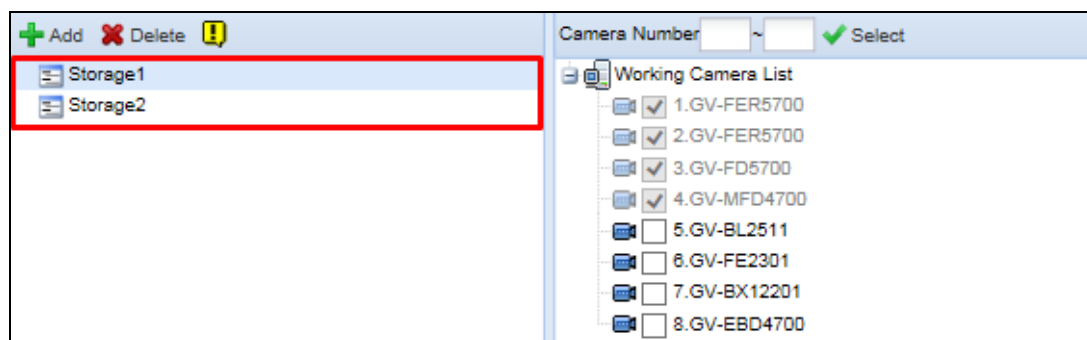 Add Delete
Storage1
Storage2
Camera Number ~ Select
Working Camera List
1.GV-FER5700
2.GV-FER5700
3.GV-FD5700
4.GV-MFD4700
5.GV-BL2511
6.GV-FE2301
7.GV-BX12201
8.GV-EBD4700